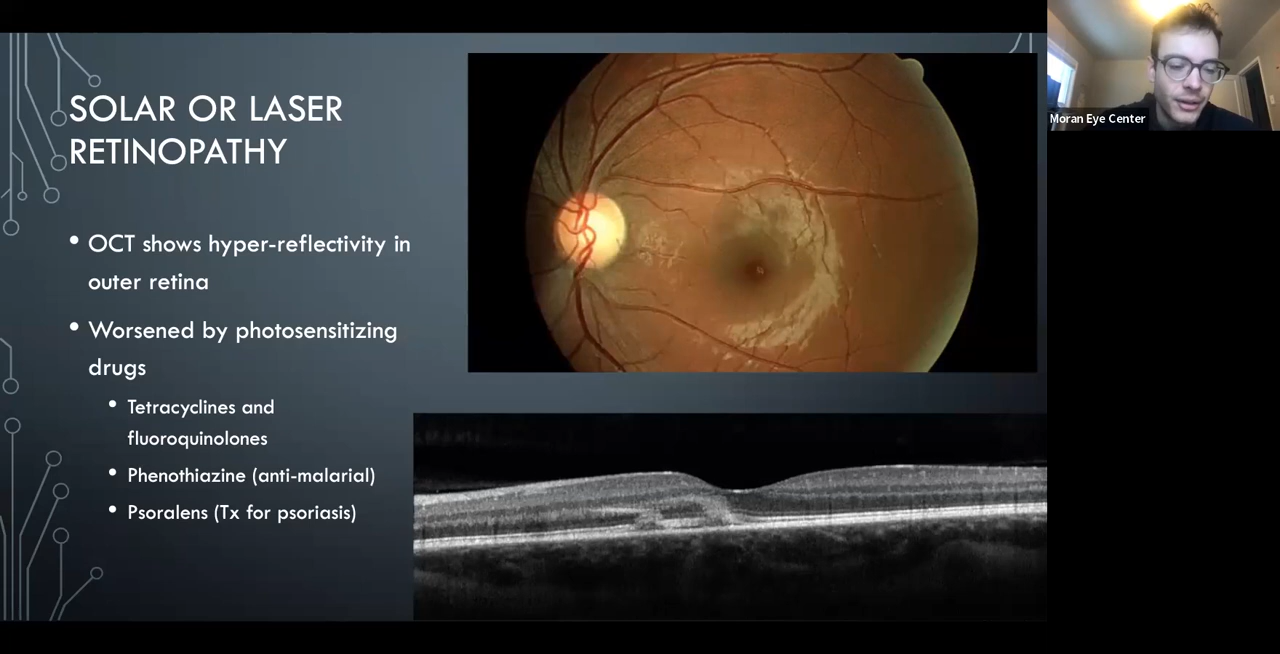 SOLAR OR LASER
RETINOPATHY
• OCT shows hyper-reflectivity in
outer retina
• Worsened by photosensitizing
drugs
• Tetracyclines and
fluoroquinolones
• Phenothiazine (anti-malarial)
• Psoralens (Tx for psoriasis)
Moran Eye Center